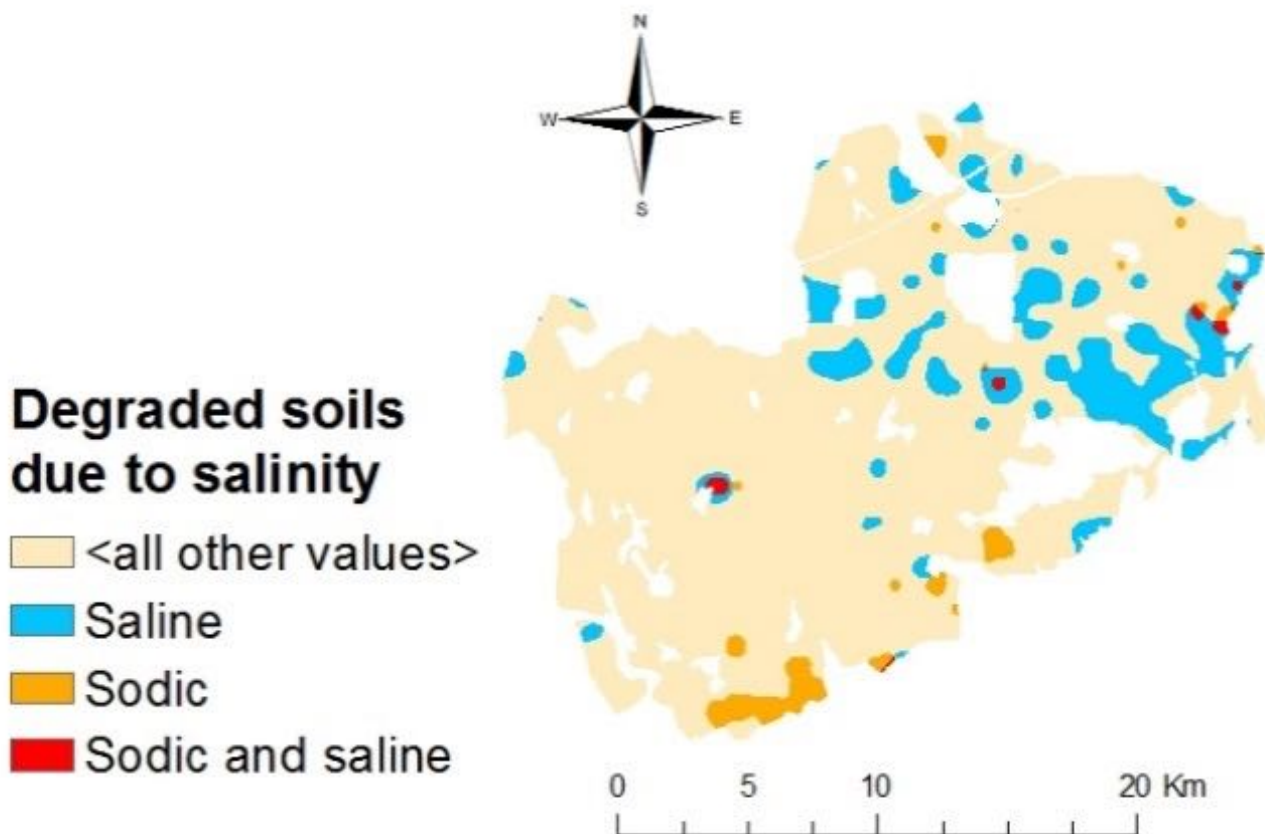 N
W E
S
Degraded soils
due to salinity
<all other values>
Saline
Sodic
Sodic and saline
0 5 10 20 Km